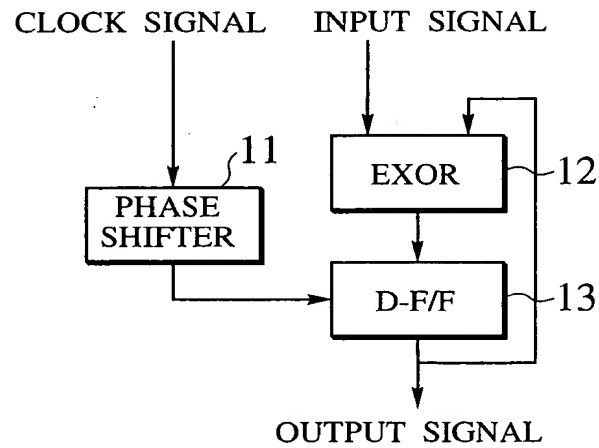 CLOCK SIGNAL
INPUT SIGNAL
11
PHASE
SHIFTER
EXOR
12
D-F/F
13
OUTPUT SIGNAL